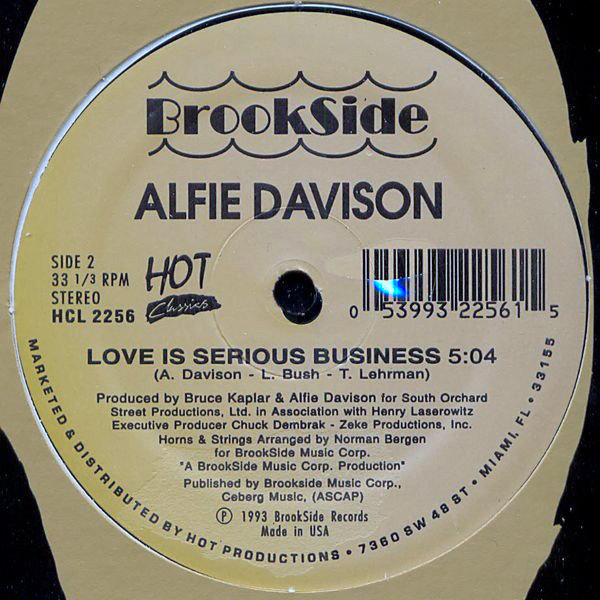 BrookSide
ALFIE DAVISON
SIDE 2
33 1/3 RPM
STEREO
HCL 2256
HOT
Classics
0 53993 22561 5
LOVE IS SERIOUS BUSINESS 5:04
(A. Davison - L. Bush - T. Lehrman)
Produced by Bruce Kaplar & Alfie Davison for South Orchard
Street Productions, Ltd. in Association with Henry Laserowitz
Executive Producer Chuck Dembrak - Zeke Productions, Inc.
Horns & Strings Arranged by Norman Bergen
for BrookSide Music Corp.
"A BrookSide Music Corp. Production"
Published by BrookSide Music Corp.,
Ceberg Music, (ASCAP)
℗ 1993 BrookSide Records
Made in USA
MARKETED & DISTRIBUTED BY HOT PRODUCTIONS • 7360 SW 48 ST • MIAMI, FL • 33155